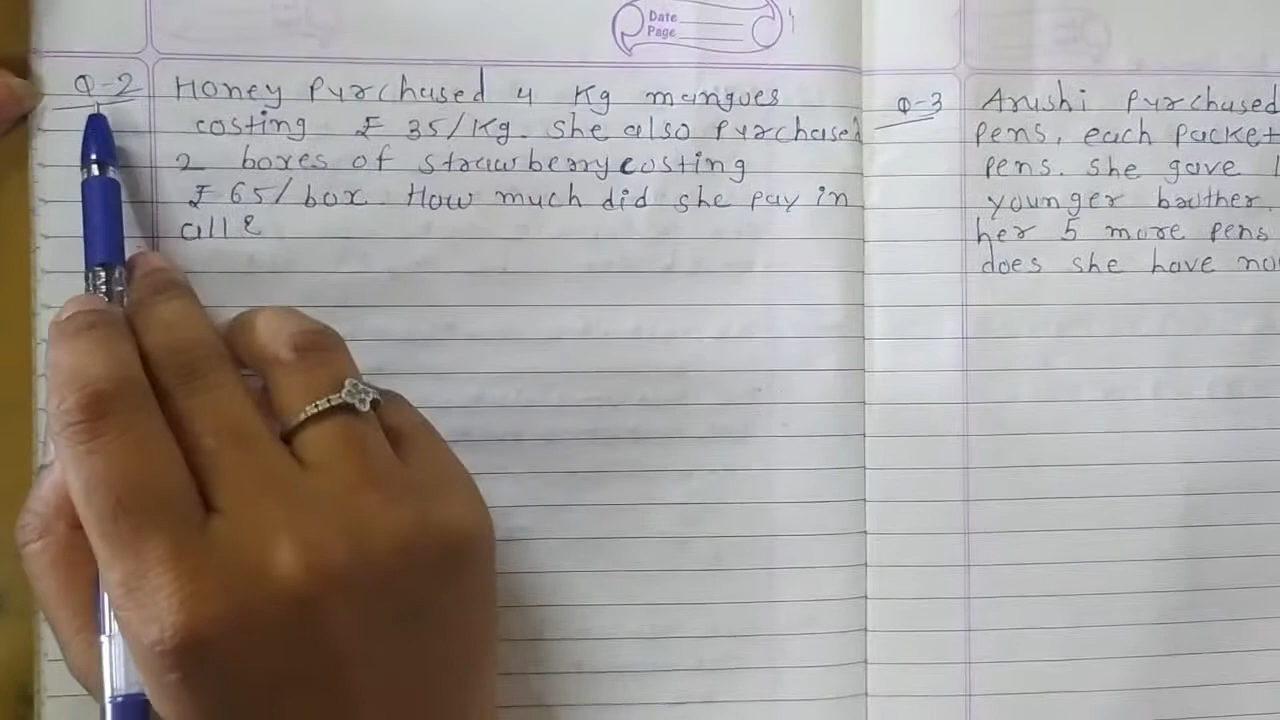 Date
Page
Q-2 Honey Purchased 4 Kg mangoes
costing ₹ 35/Kg. she also purchased
2 boxes of strawberry costing
₹ 65/box. How much did she pay in
all?
Q-3 Arushi purchased
pens, each packet
pens. she gave
younger brother.
her 5 more pens
does she have